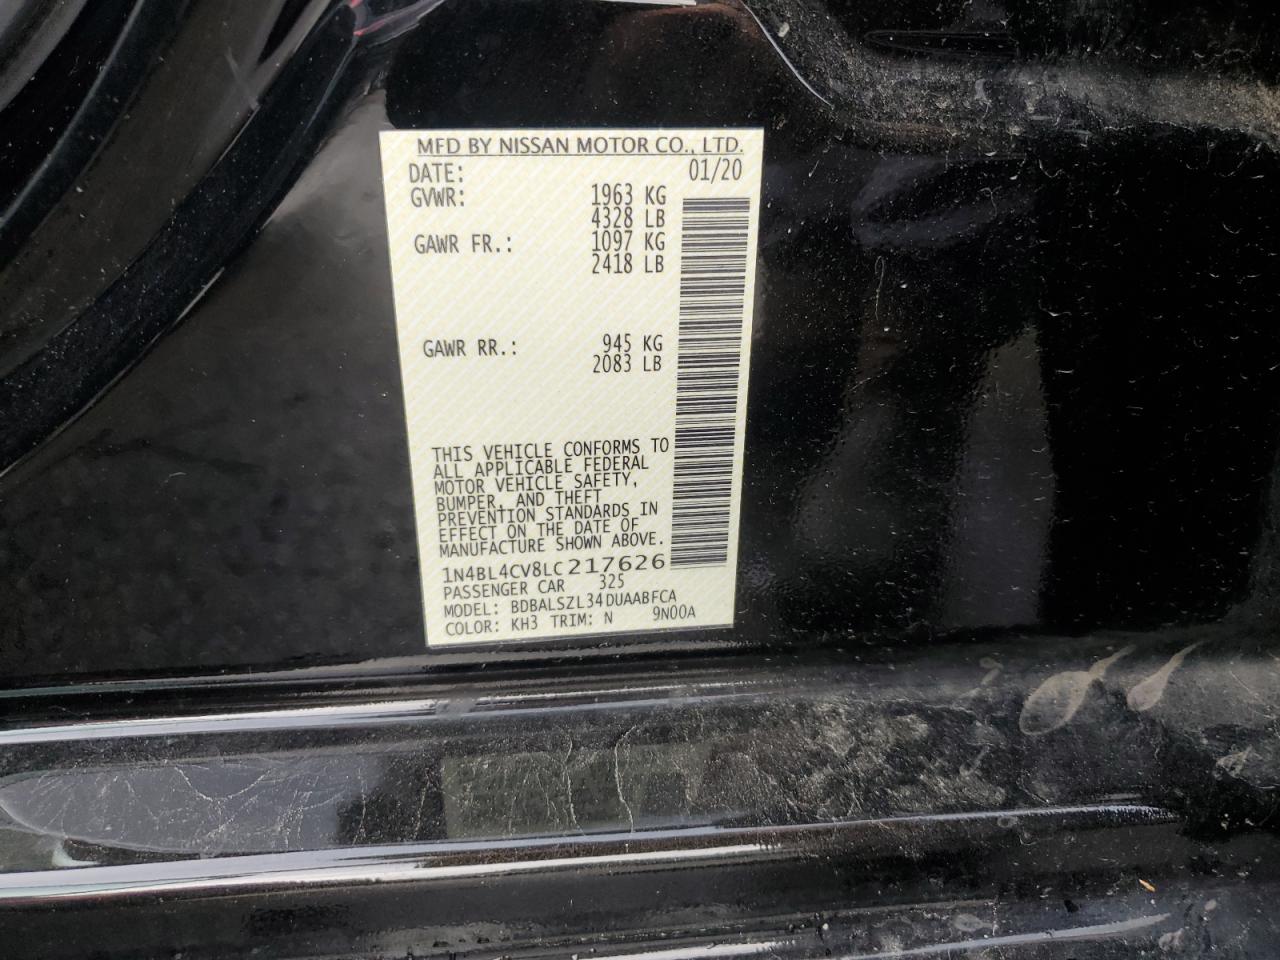 MFD BY NISSAN MOTOR CO., LTD.
DATE: 01/20
GVWR: 1963 KG
4328 LB
GAWR FR.: 1097 KG
2418 LB
GAWR RR.: 945 KG
2083 LB
THIS VEHICLE CONFORMS TO
ALL APPLICABLE FEDERAL
MOTOR VEHICLE SAFETY,
BUMPER, AND THEFT
PREVENTION STANDARDS IN
EFFECT ON THE DATE OF
MANUFACTURE SHOWN ABOVE.
1N4BL4CV8LC217626
PASSENGER CAR 325
MODEL: BDBALSZL34DUAABFCA
COLOR: KH3 TRIM: N 9N00A